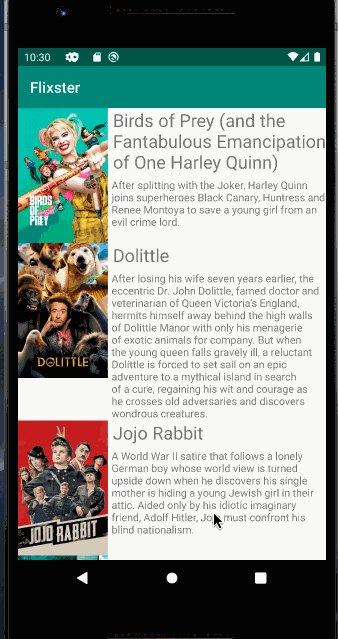 10:30
Flixster
Birds of Prey (and the
Fantabulous Emancipation
of One Harley Quinn)
After splitting with the Joker, Harley Quinn
joins superheroes Black Canary, Huntress and
Renee Montoya to save a young girl from an
evil crime lord.
BIRDS
OF PREY
Dolittle
After losing his wife seven years earlier, the
eccentric Dr. John Dolittle, famed doctor and
veterinarian of Queen Victoria's England,
hermits himself away behind the high walls
of Dolittle Manor with only his menagerie
of exotic animals for company. But when
the young queen falls gravely ill, a reluctant
Dolittle is forced to set sail on an epic
adventure to a mythical island in search
of a cure, regaining his wit and courage as
he crosses old adversaries and discovers
wondrous creatures.
DOLITTLE
Jojo Rabbit
A World War II satire that follows a lonely
German boy whose world view is turned
upside down when he discovers his single
mother is hiding a young Jewish girl in their
attic. Aided only by his idiotic imaginary
friend, Adolf Hitler, Jojo must confront his
blind nationalism.
JOJO RABBIT